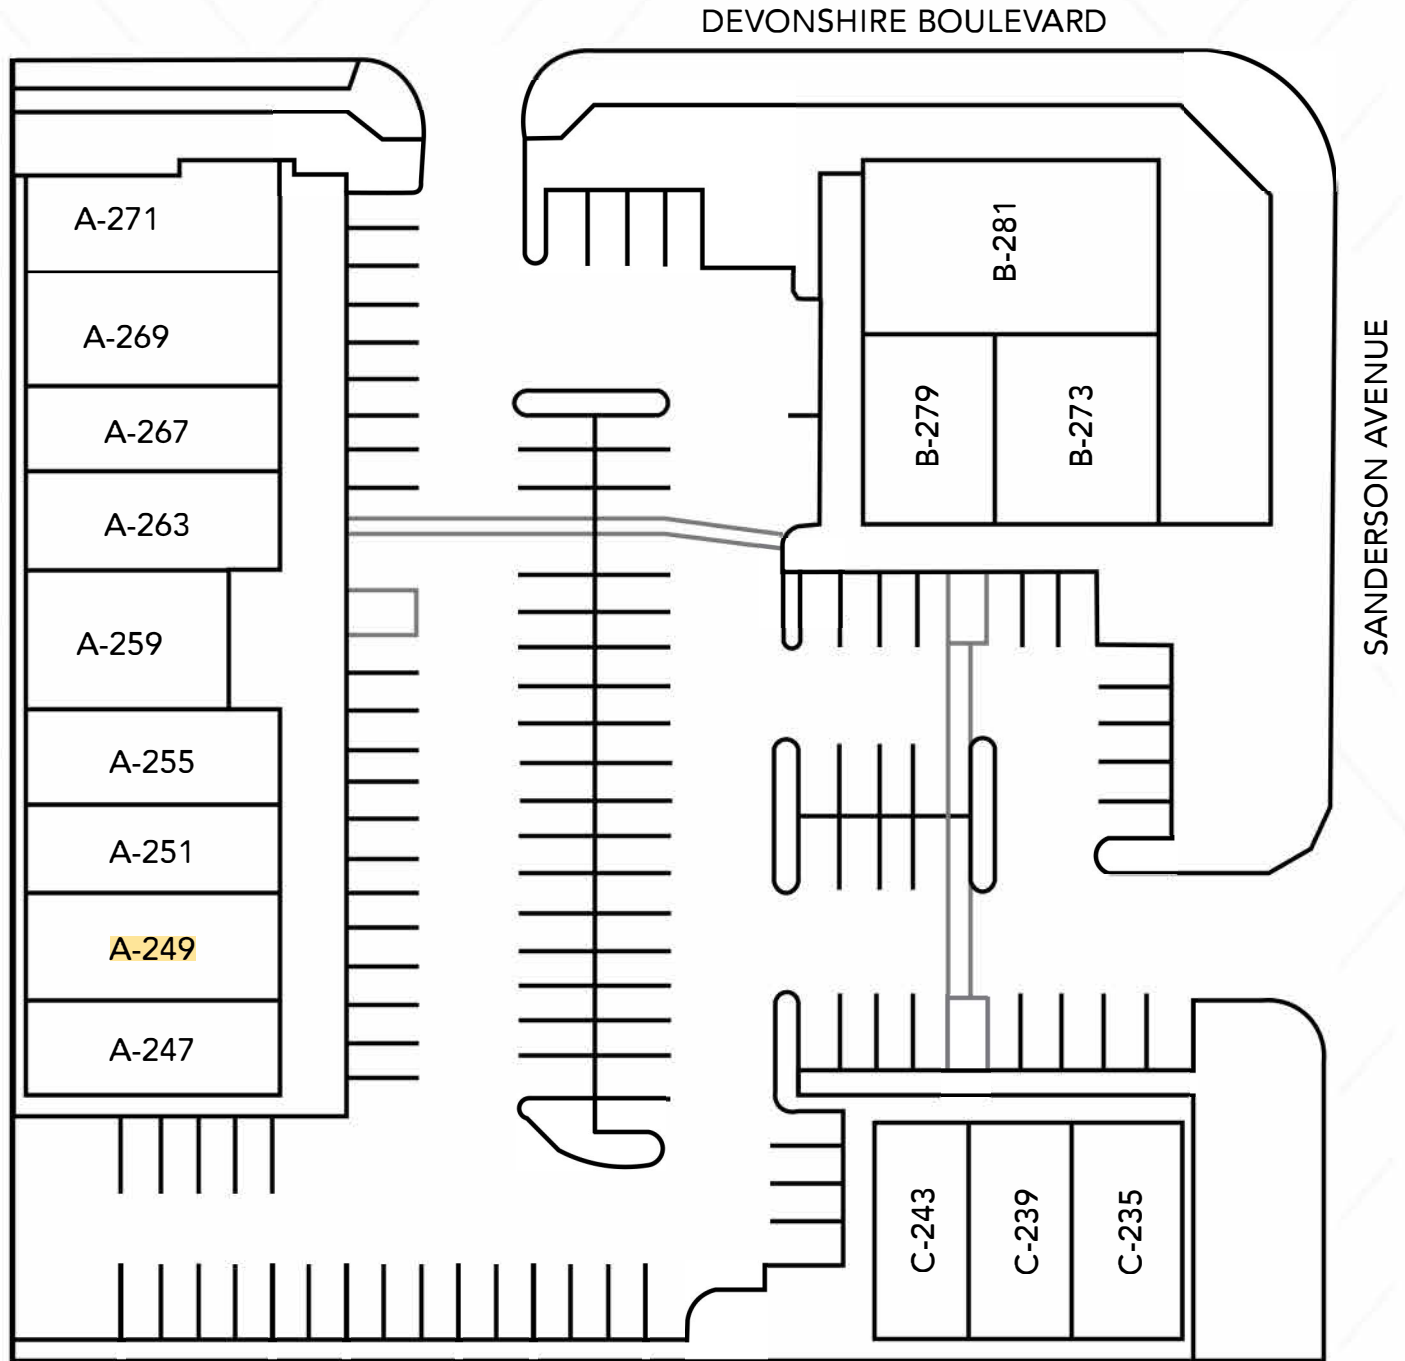 DEVONSHIRE BOULEVARD
A-271
A-269
A-267
A-263
A-259
A-255
A-251
A-249
A-247
B-281
B-279
B-273
SANDERSON AVENUE
C-243
C-239
C-235